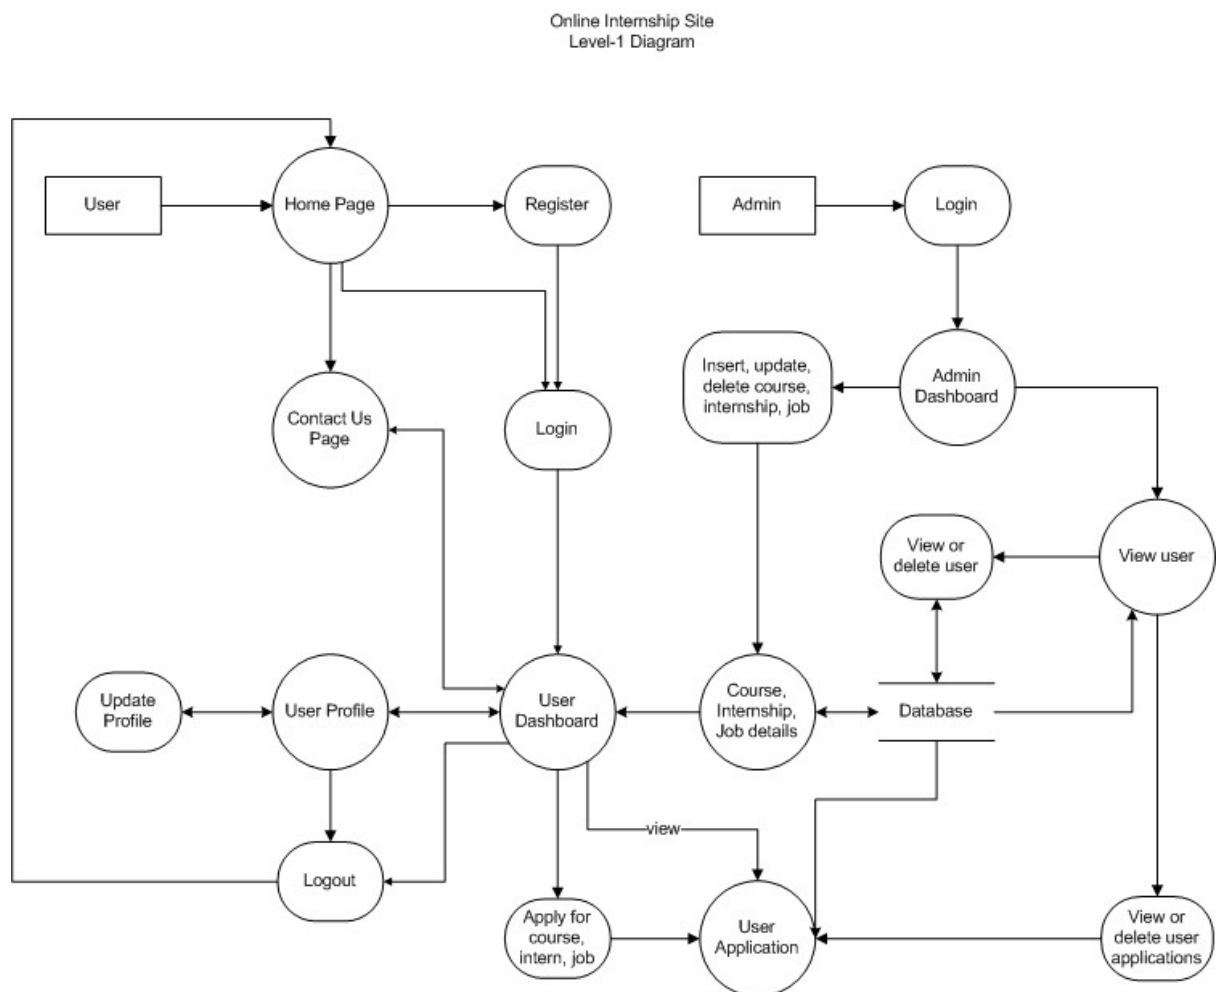 Online Internship Site
Level-1 Diagram
User
Home Page
Register
Admin
Login
Insert, update,
delete course,
internship, job
Admin
Dashboard
Contact Us
Page
Login
View or
delete user
View user
Update
Profile
User Profile
User
Dashboard
Course,
Internship,
Job details
Database
view
Logout
Apply for
course,
intern, job
User
Application
View or
delete user
applications